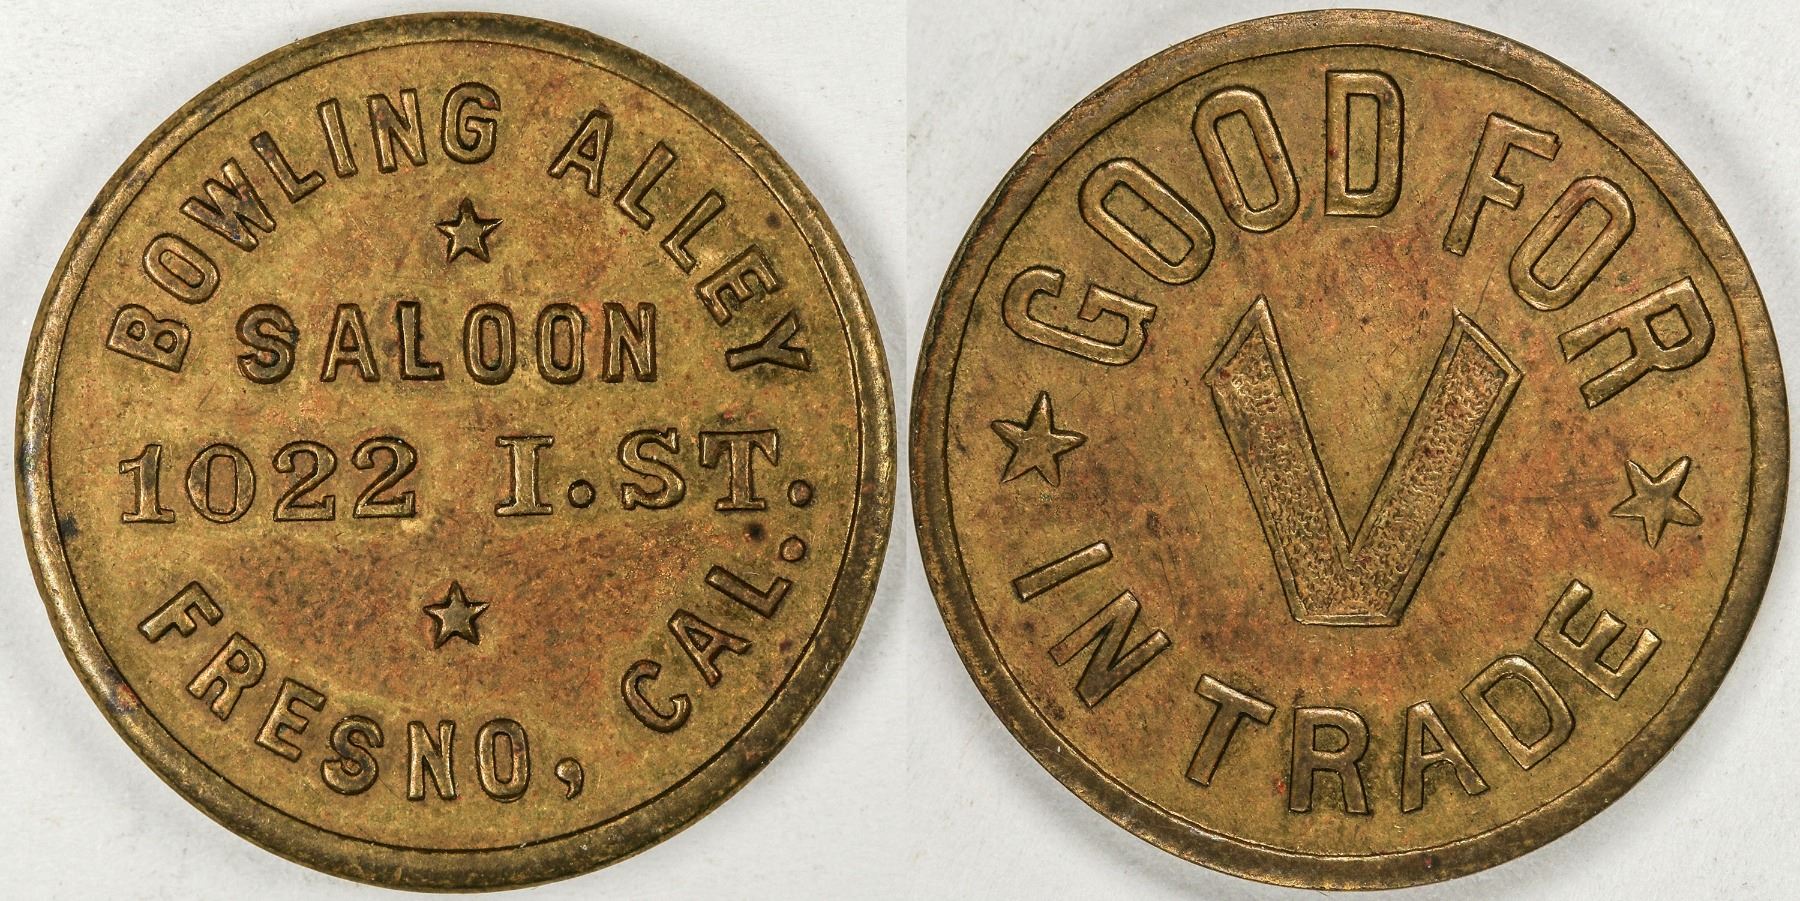 BOWLING ALLEY
SALOON
1022 I. ST.
FRESNO, CAL.
GOOD FOR
V
IN TRADE